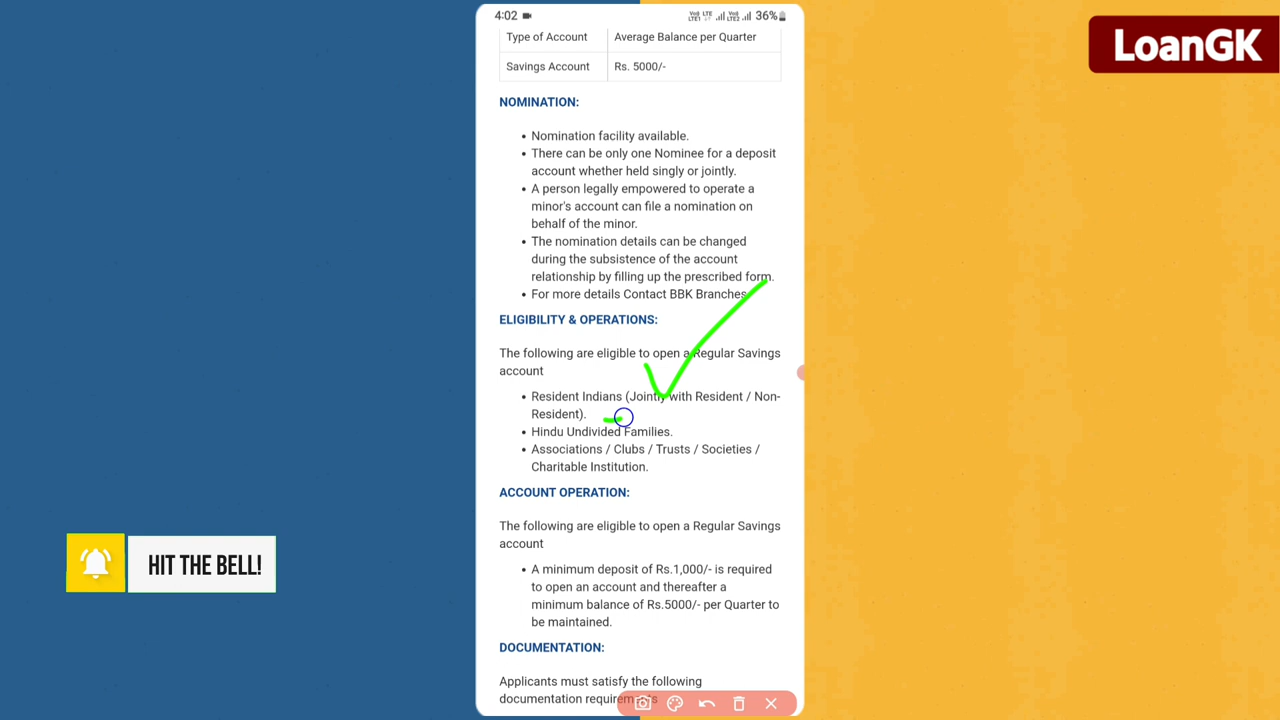 4:02
Vo) LTE
LTE1
Vo)
LTE2
36%
LoanGK
Type of Account Average Balance per Quarter
Savings Account Rs. 5000/-
NOMINATION:
• Nomination facility available.
• There can be only one Nominee for a deposit
account whether held singly or jointly.
• A person legally empowered to operate a
minor's account can file a nomination on
behalf of the minor.
• The nomination details can be changed
during the subsistence of the account
relationship by filling up the prescribed form.
• For more details Contact BBK Branches
ELIGIBILITY & OPERATIONS:
The following are eligible to open a Regular Savings
account
• Resident Indians (Jointly with Resident / Non-
Resident).
• Hindu Undivided Families.
• Associations / Clubs / Trusts / Societies /
Charitable Institution.
ACCOUNT OPERATION:
The following are eligible to open a Regular Savings
account
• A minimum deposit of Rs.1,000/- is required
to open an account and thereafter a
minimum balance of Rs.5000/- per Quarter to
be maintained.
DOCUMENTATION:
Applicants must satisfy the following
documentation requirements
HIT THE BELL!